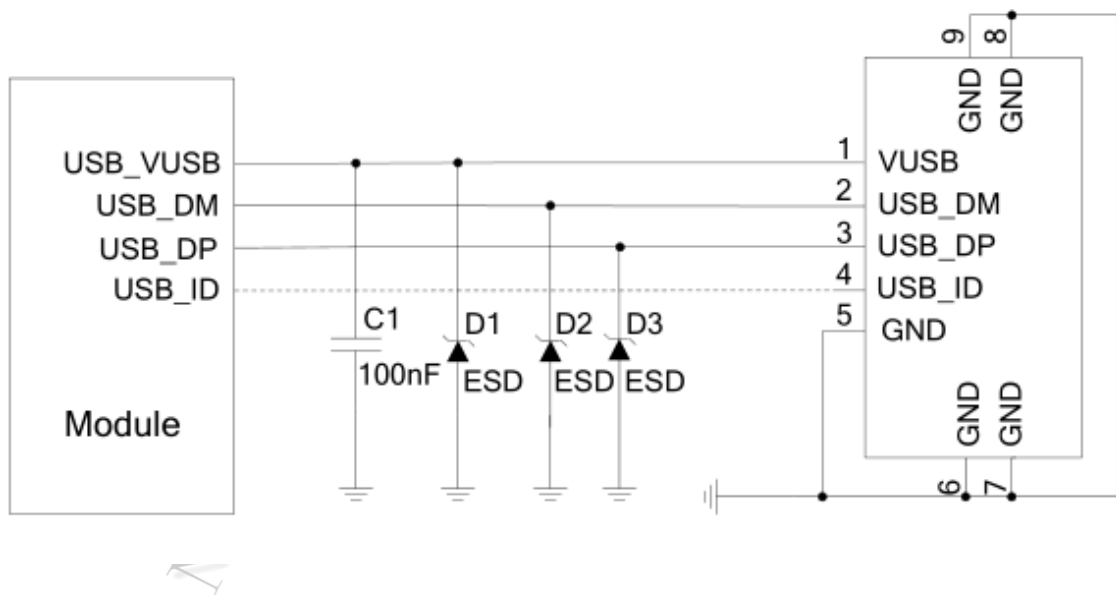 9
8
GND
GND
USB_VUSB
1
VUSB
USB_DM
2
USB_DM
USB_DP
3
USB_DP
USB_ID
4
USB_ID
5
GND
C1
D1
D2
D3
100nF
ESD
ESD
ESD
Module
GND
GND
6
7